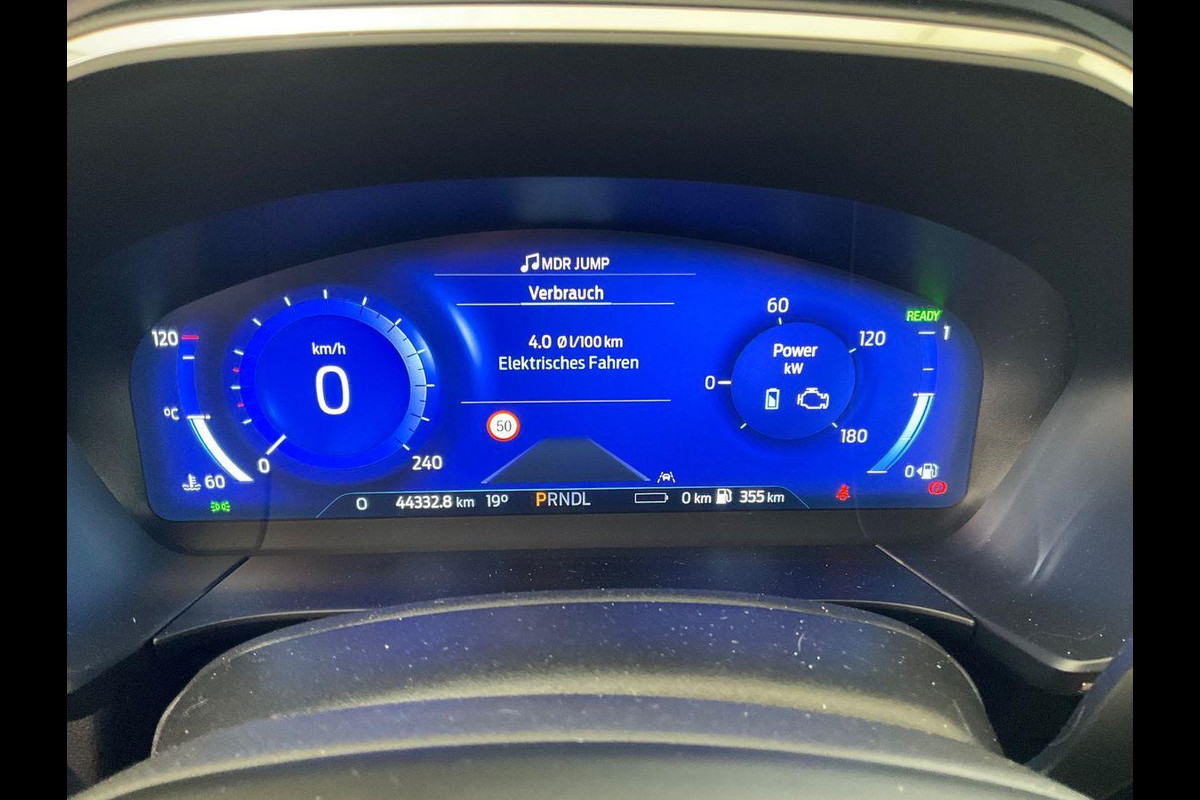 MDR JUMP
Verbrauch
4.0 Ø l/100 km
Elektrisches Fahren
50
120
°C
60
km/h
0
0
240
60
0
120
180
Power
kW
READY
1
0
0
44332.8 km
19°
PRNDL
0 km
355 km